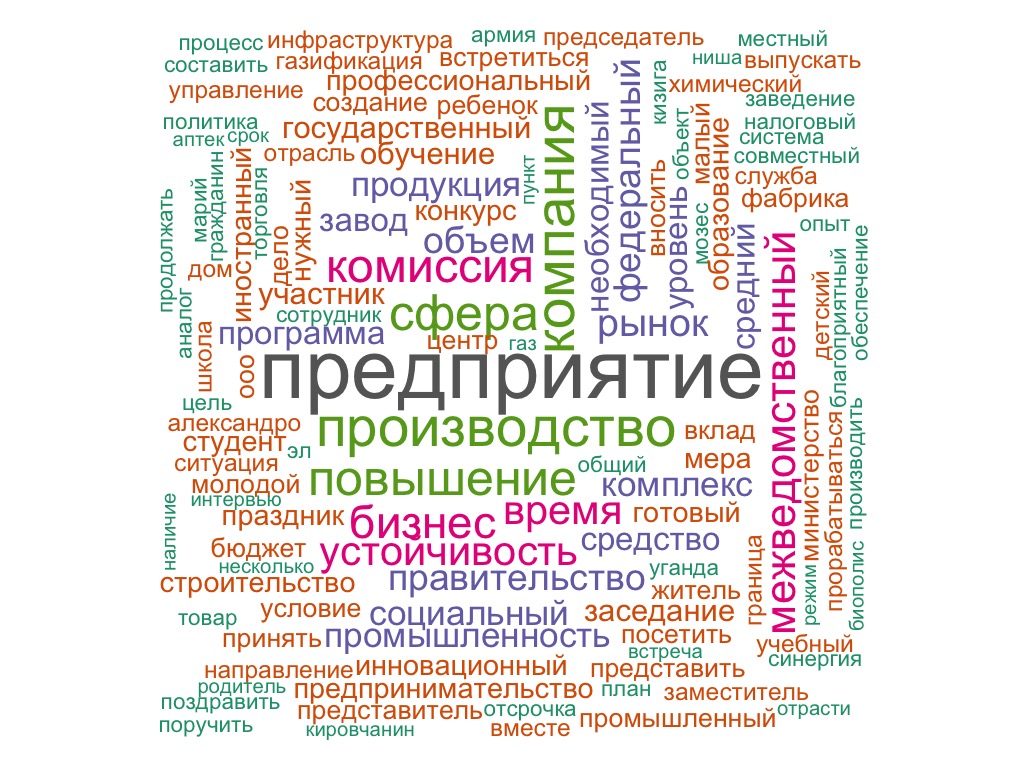 процесс инфраструктура армия председатель местный
составить газификация встретиться ниша выпускать
управление профессиональный кизига химический
создание ребенок заведение
политика государственный компания необходимый федеральный объект малый налоговый
аптек срок отрасль обучение пункт образование система
совместный
марий гражданин иностранный торговля нужный продукция вносить уровень служба
продолжать завод конкурс мозес фабрика
дело объем средний опыт
дом комиссия межведомственный
аналог участник детский благоприятный обеспечение
сотрудник сфера
школа программа центр газ рынок
ооо предприятие
цель
александро производство вклад министерство прорабатываться производить
студент эл
ситуация повышение общий мера
молодой комплекс
интервью
наличие праздник бизнес время готовый
бюджет устойчивость средство граница режим биополис
несколько
строительство правительство уганда
житель
товар условие социальный заседание
принять промышленность посетить учебный
встреча синергия
направление инновационный представить
родитель предпринимательство план заместитель
поздравить представитель отсрочка отрасти
поручить кировчанин вместе промышленный